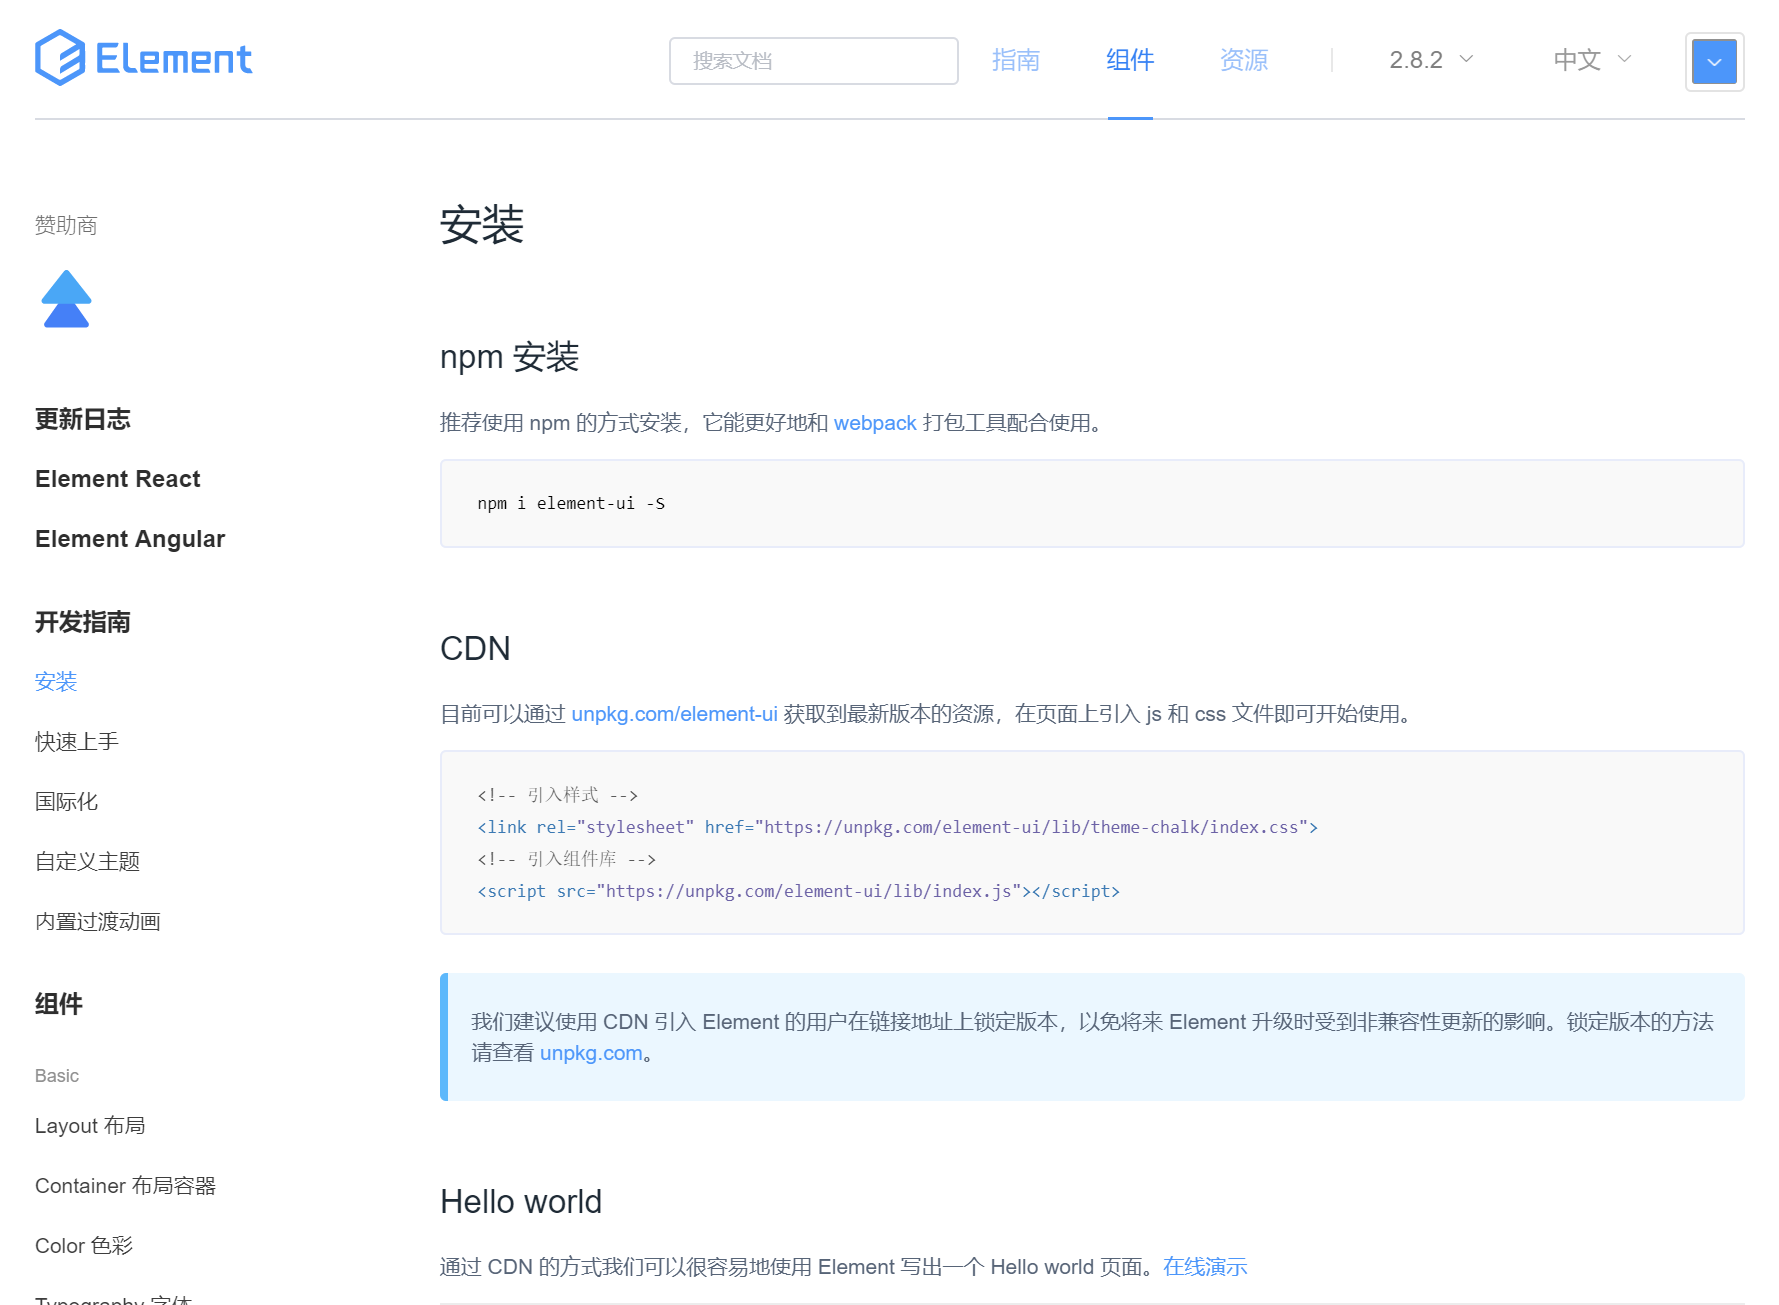 Element
搜索文档
指南
组件
资源
2.8.2
中文
赞助商
更新日志
Element React
Element Angular
开发指南
安装
快速上手
国际化
自定义主题
内置过渡动画
组件
Basic
Layout 布局
Container 布局容器
Color 色彩
Typography 字体
安装
npm 安装
推荐使用 npm 的方式安装，它能更好地和 webpack 打包工具配合使用。
npm i element-ui -S
CDN
目前可以通过 unpkg.com/element-ui 获取到最新版本的资源，在页面上引入 js 和 css 文件即可开始使用。
<!-- 引入样式 -->
<link rel="stylesheet" href="https://unpkg.com/element-ui/lib/theme-chalk/index.css">
<!-- 引入组件库 -->
<script src="https://unpkg.com/element-ui/lib/index.js"></script>
我们建议使用 CDN 引入 Element 的用户在链接地址上锁定版本，以免将来 Element 升级时受到非兼容性更新的影响。锁定版本的方法
请查看 unpkg.com。
Hello world
通过 CDN 的方式我们可以很容易地使用 Element 写出一个 Hello world 页面。在线演示